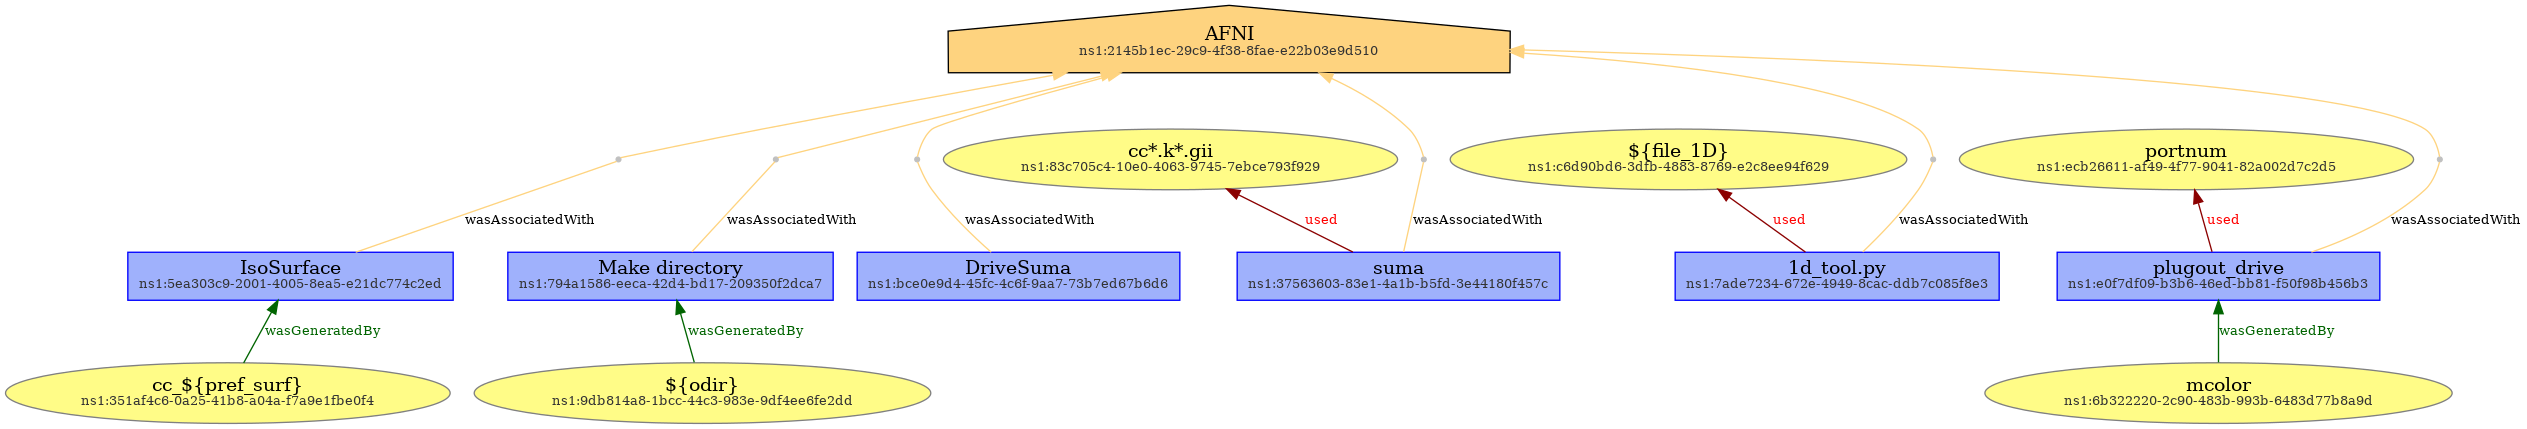 AFNI
ns1:2145b1ec-29c9-4f38-8fae-e22b03e9d510
cc*.k*.gii
ns1:83c705c4-10e0-4063-9745-7ebce793f929
${file_1D}
ns1:c6d90bd6-3dfb-4883-8769-e2c8ee94f629
portnum
ns1:ecb26611-af49-4f77-9041-82a002d7c2d5
wasAssociatedWith
wasAssociatedWith
wasAssociatedWith
used
wasAssociatedWith
used
wasAssociatedWith
used
wasAssociatedWith
IsoSurface
ns1:5ea303c9-2001-4005-8ea5-e21dc774c2ed
Make directory
ns1:794a1586-eeca-42d4-bd17-209350f2dca7
DriveSuma
ns1:bce0e9d4-45fc-4c6f-9aa7-73b7ed67b6d6
suma
ns1:37563603-83e1-4a1b-b5fd-3e44180f457c
1d_tool.py
ns1:7ade7234-672e-4949-8cac-ddb7c085f8e3
plugout_drive
ns1:e0f7df09-b3b6-46ed-bb81-f50f98b456b3
wasGeneratedBy
wasGeneratedBy
wasGeneratedBy
cc_${pref_surf}
ns1:351af4c6-0a25-41b8-a04a-f7a9e1fbe0f4
${odir}
ns1:9db814a8-1bcc-44c3-983e-9df4ee6fe2dd
mcolor
ns1:6b322220-2c90-483b-993b-6483d77b8a9d